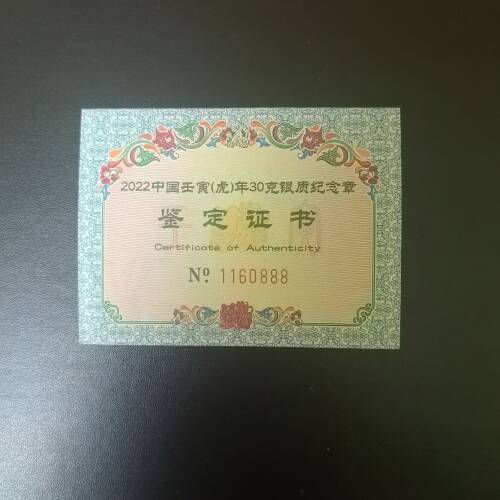 2022中国壬寅(虎)年30克银质纪念章
鉴定证书
Certificate of Authenticity
Nº 1160888